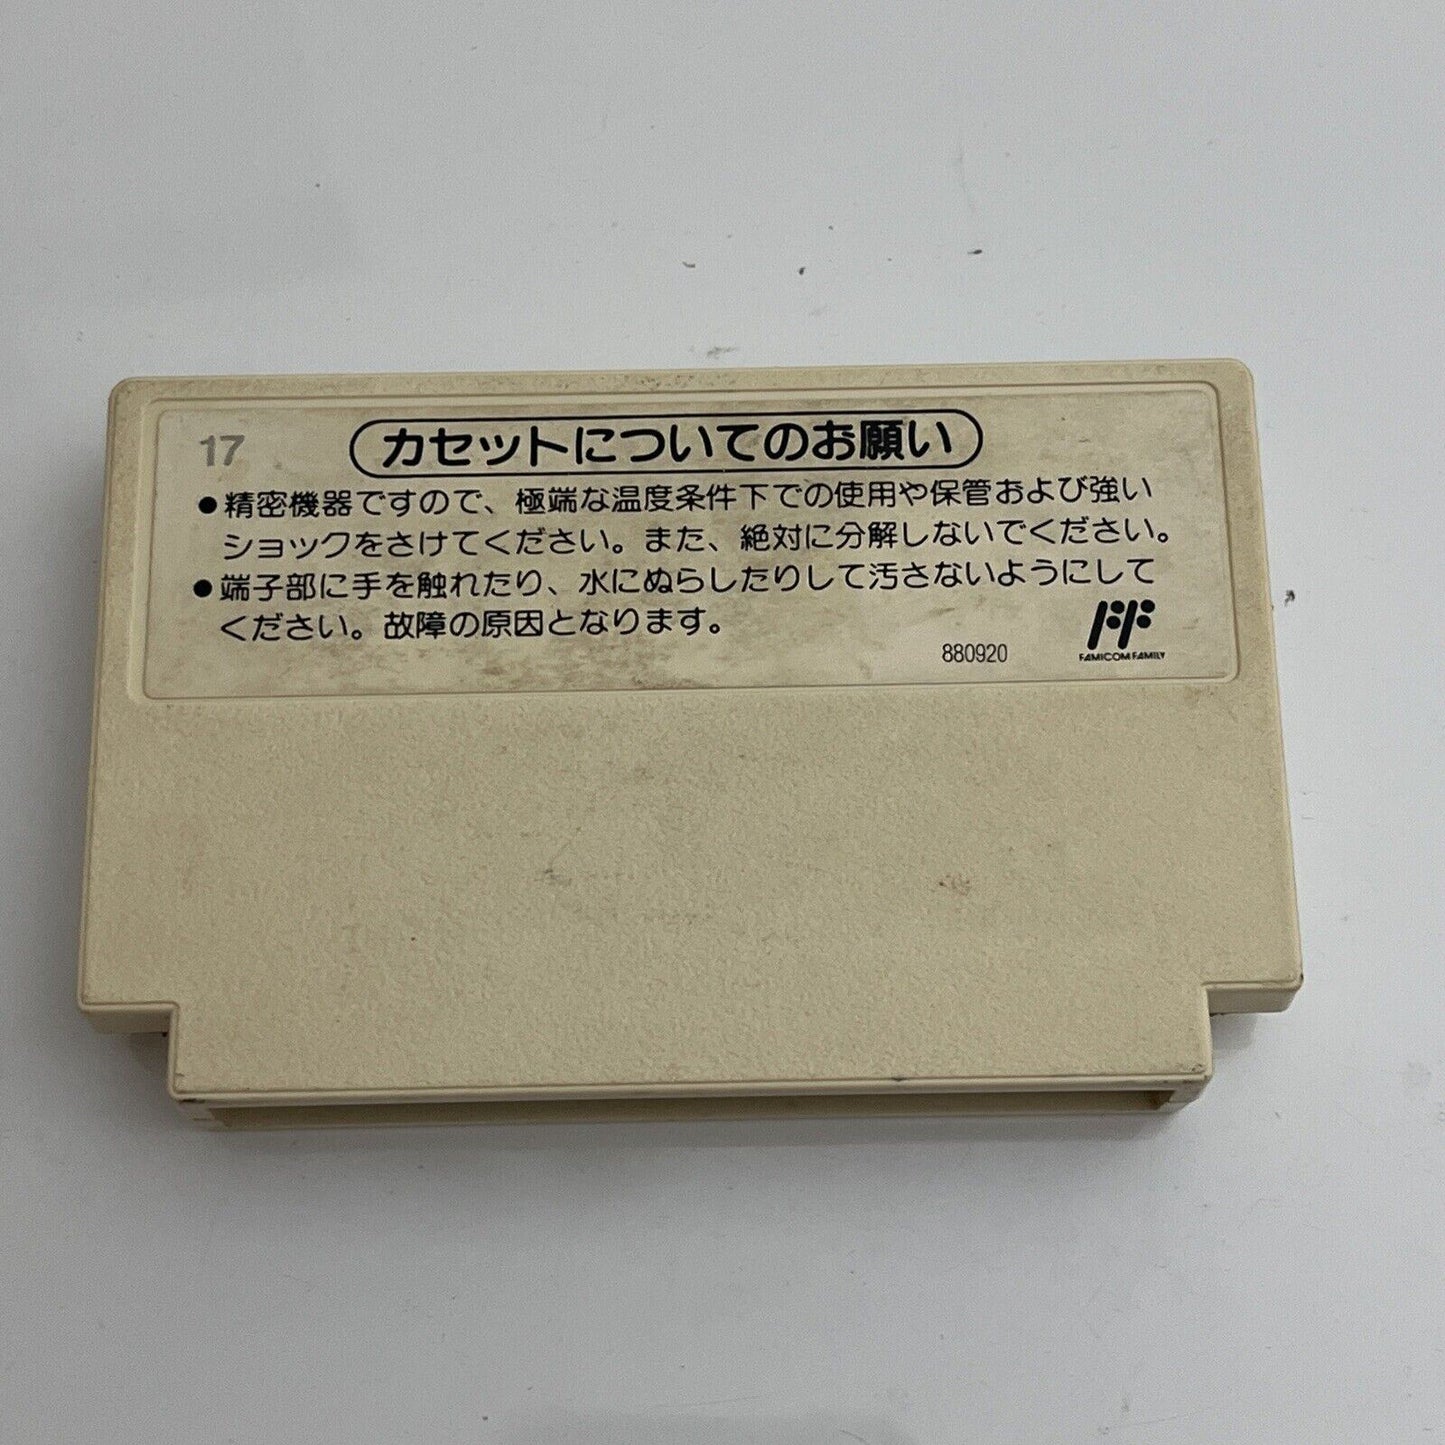 17
カセットについてのお願い
●精密機器ですので、極端な温度条件下での使用や保管および強い
ショックをさけてください。また、絶対に分解しないでください。
●端子部に手を触れたり、水にぬらしたりして汚さないようにして
ください。故障の原因となります。
880920
FAMICOM FAMILY